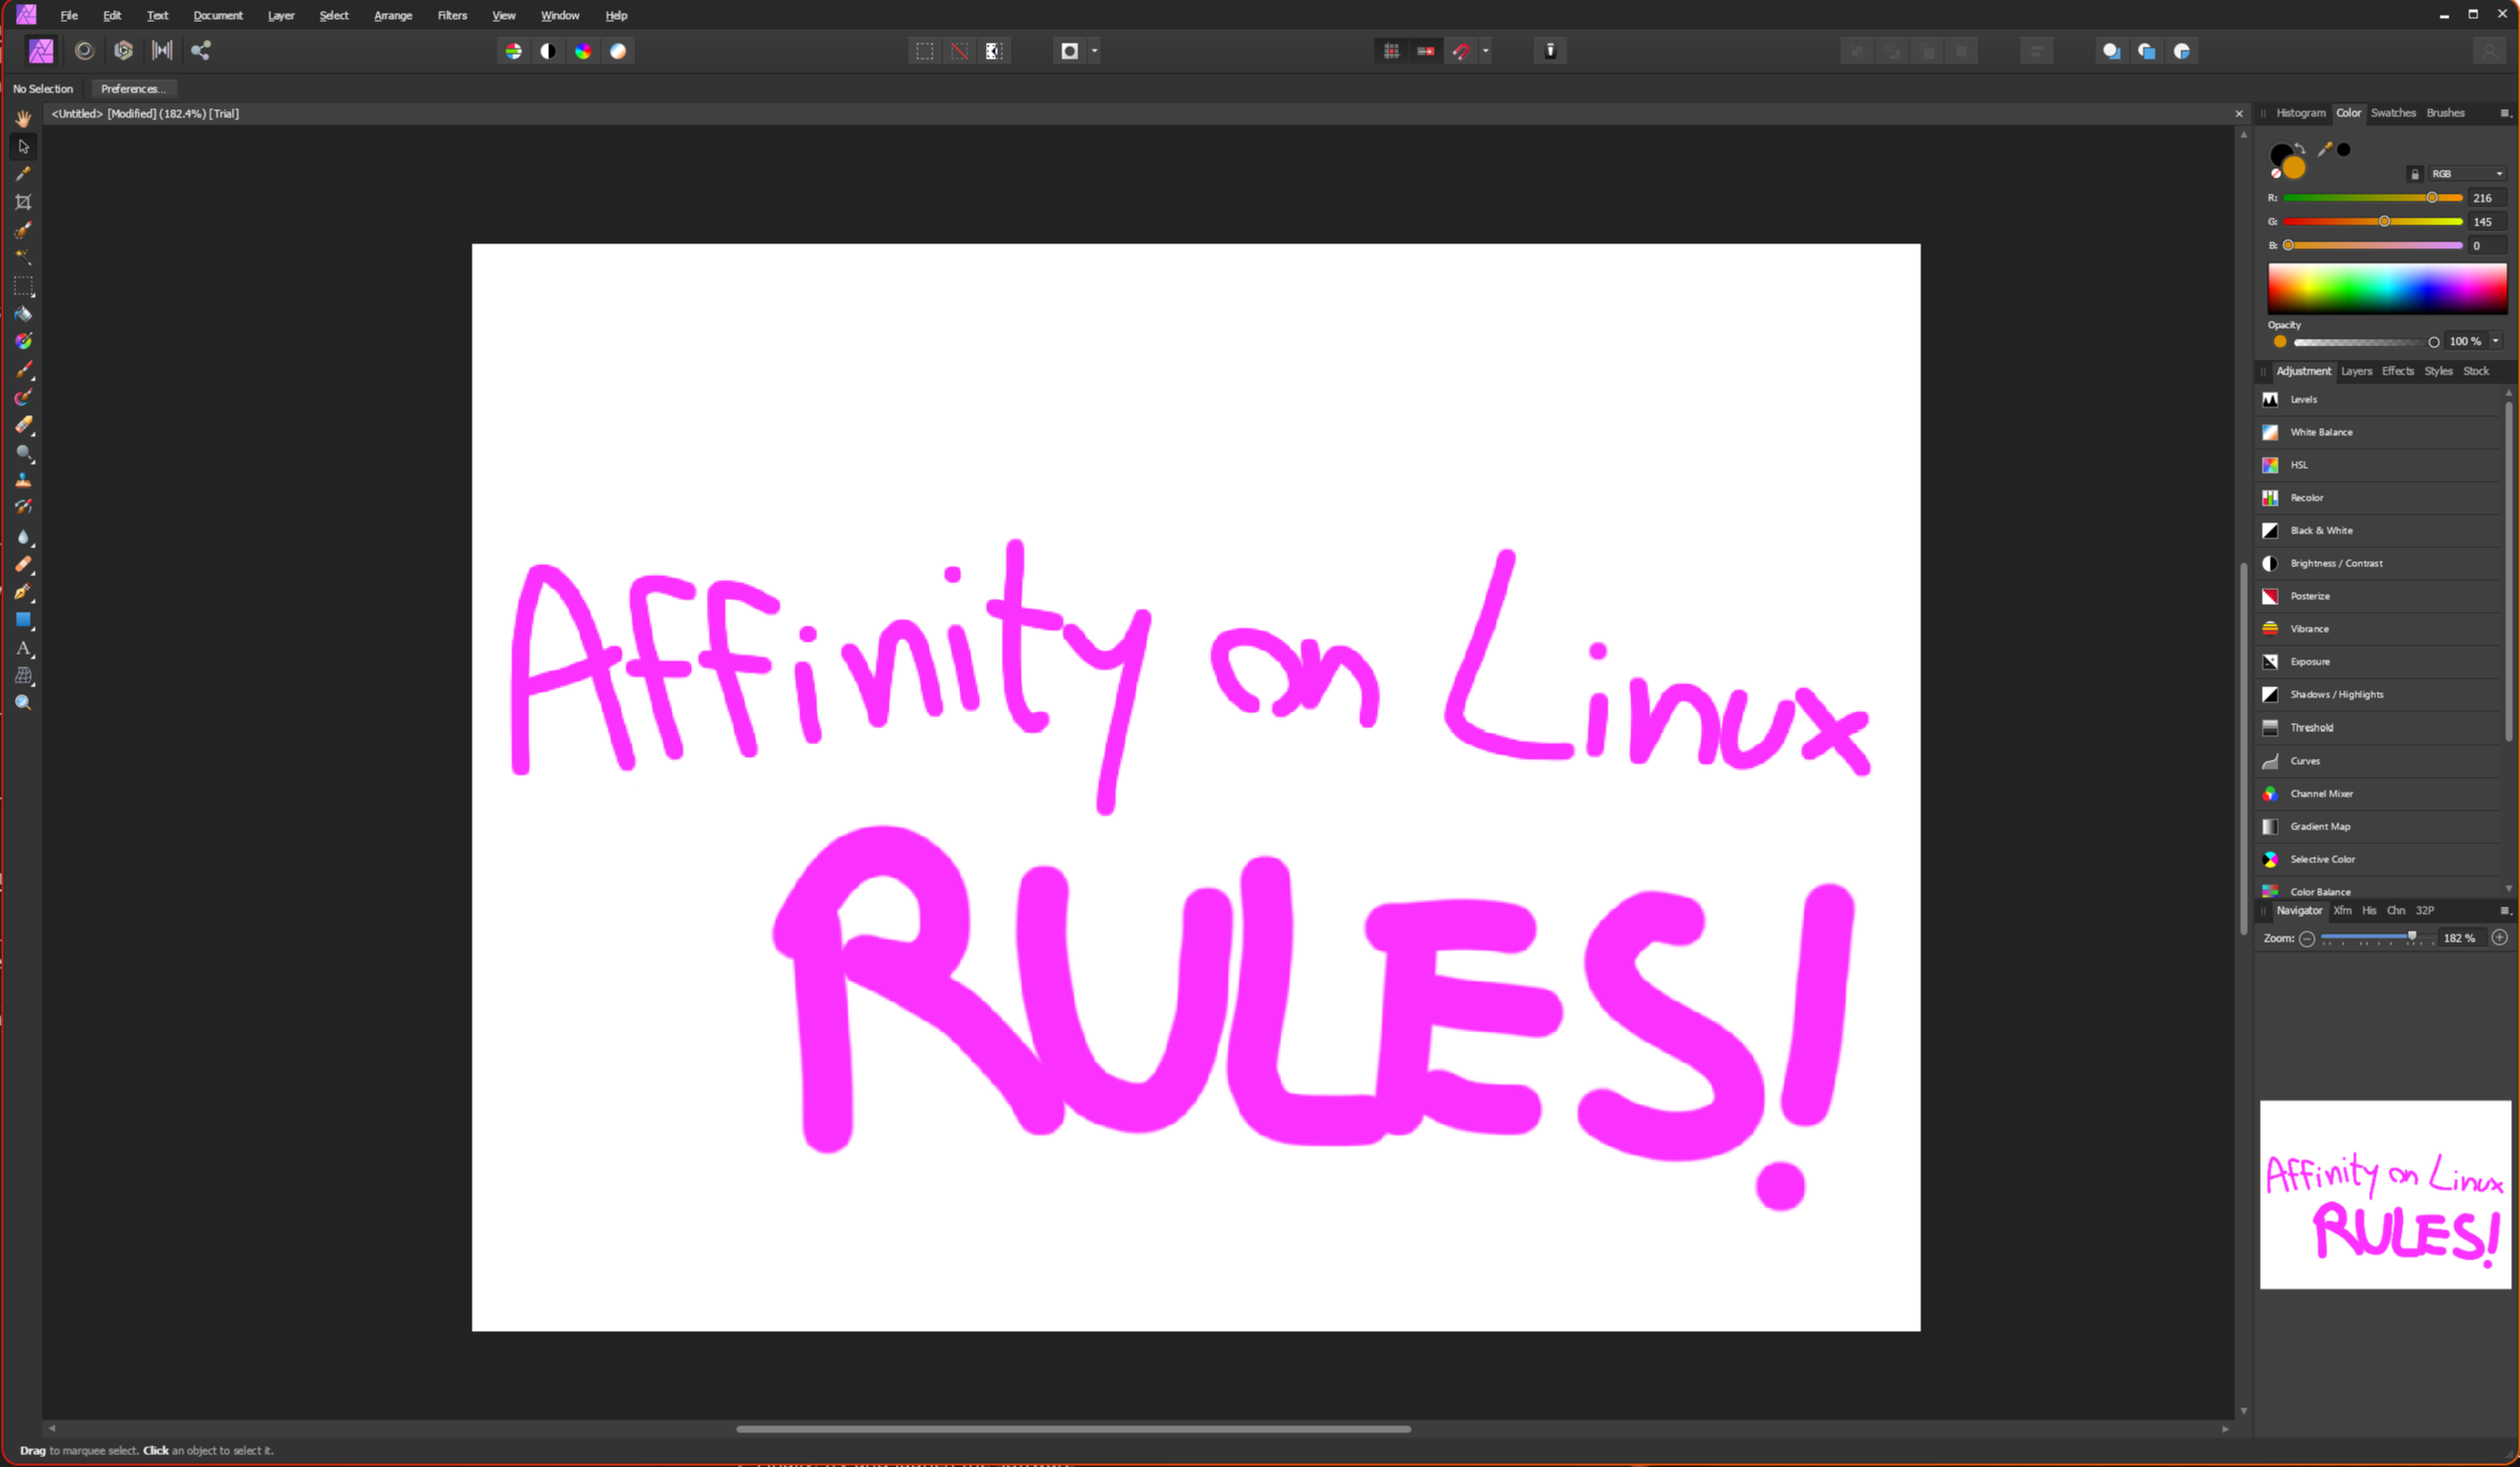 File Edit Text Document Layer Select Arrange Filters View Window Help
No Selection Preferences...
<Untitled> [Modified] (182.4%) [Trial]
Histogram Color Swatches Brushes
RGB
R: 216
G: 145
B: 0
Opacity
100 %
Adjustment Layers Effects Styles Stock
Levels
White Balance
HSL
Recolor
Black & White
Brightness / Contrast
Posterize
Vibrance
Exposure
Shadows / Highlights
Threshold
Curves
Channel Mixer
Gradient Map
Selective Color
Color Balance
Affinity on Linux
RULES!
Navigator Xfm His Chn 32P
Zoom: 182 %
Affinity on Linux
RULES!
Drag to marquee select. Click an object to select it.